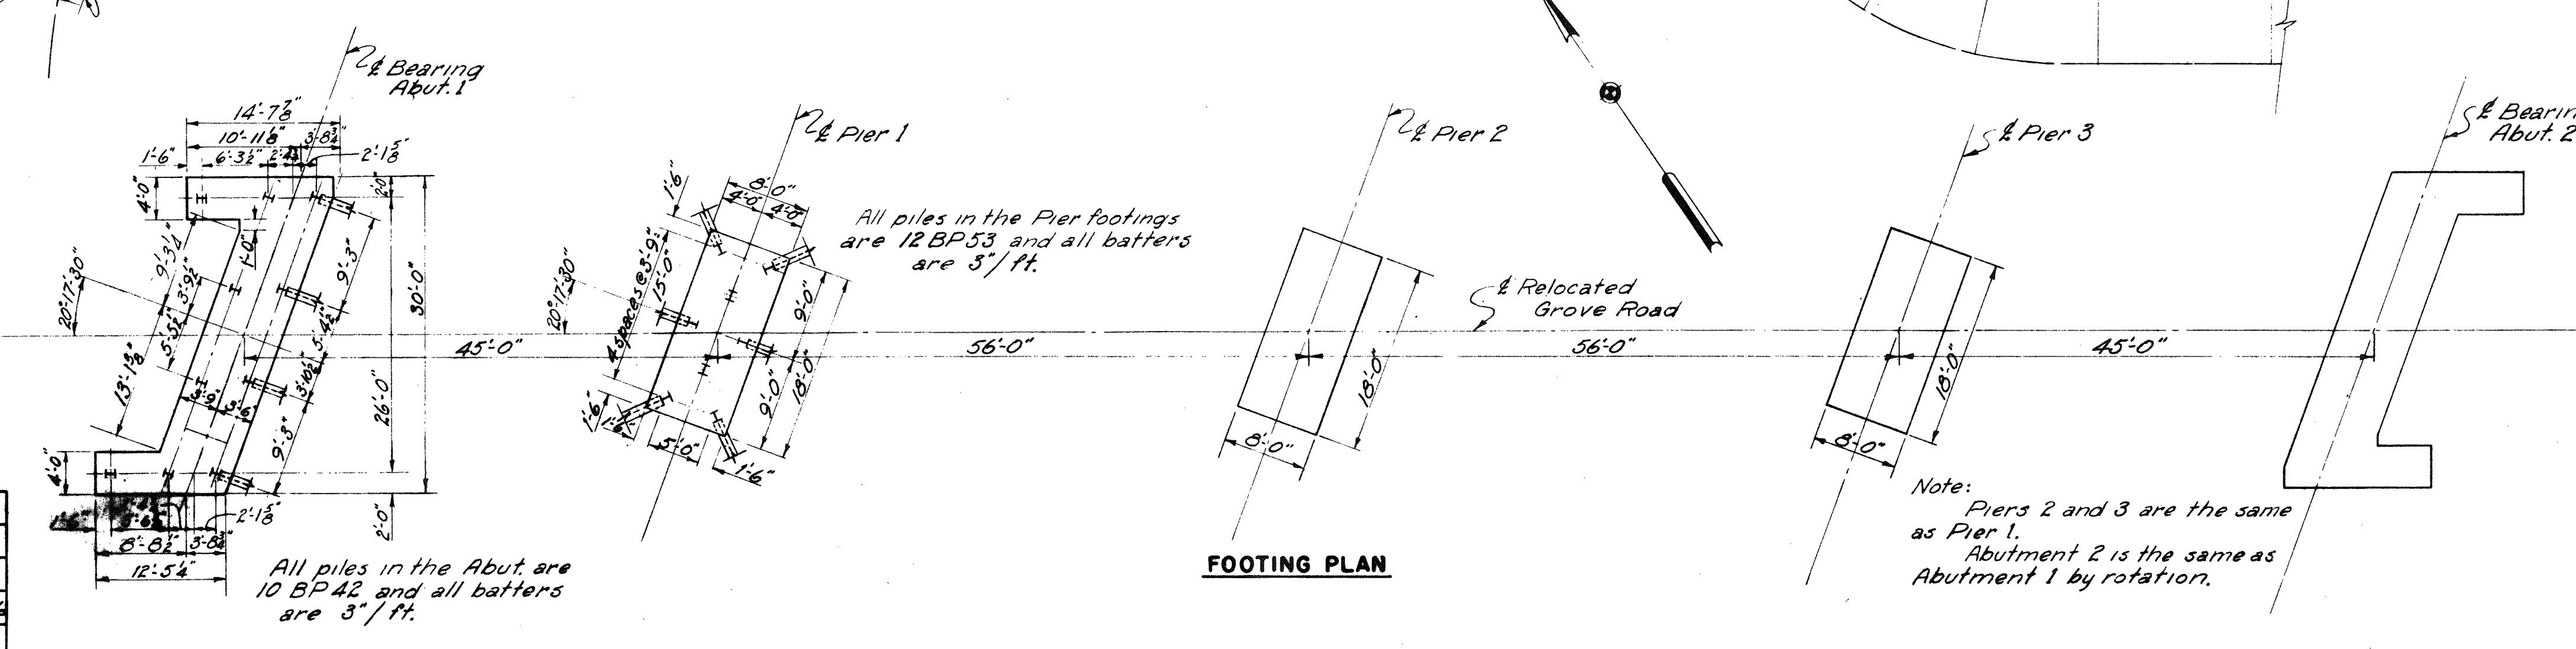 ℄ Bearing
Abut. 1
14'-7⅞"
10'-11⅛"
3'-8¾"
1'-6"
6'-3½"
2'-1⅝"
4'-0"
2'-0"
1'-0"
9'-3¼"
3'-9½"
9'-3"
30'-0"
20°-17'-30"
5'-5½"
5'-4½"
13'-1⅝"
3'-10½"
26'-0"
3'-9"
3'-6"
9'-3"
4'-0"
2'-0"
1'-6"
2'-1⅝"
8'-8½"
3'-8¾"
12'-5¼"
All piles in the Abut. are
10 BP 42 and all batters
are 3"/ft.
45'-0"
℄ Pier 1
1'-6"
8'-0"
4'-0"
4'-0"
All piles in the Pier footings
are 12 BP53 and all batters
are 3"/ft.
20°-17'-30"
4 spaces @ 3'-9"=
15'-0"
9'-0"
9'-0"
18'-0"
1'-6"
1'-6"
5'-0"
1'-6"
56'-0"
℄ Pier 2
18'-0"
8'-0"
℄ Relocated
Grove Road
56'-0"
℄ Pier 3
18'-0"
8'-0"
45'-0"
℄ Bearin
Abut. 2
Note:
Piers 2 and 3 are the same
as Pier 1.
Abutment 2 is the same as
Abutment 1 by rotation.
FOOTING PLAN